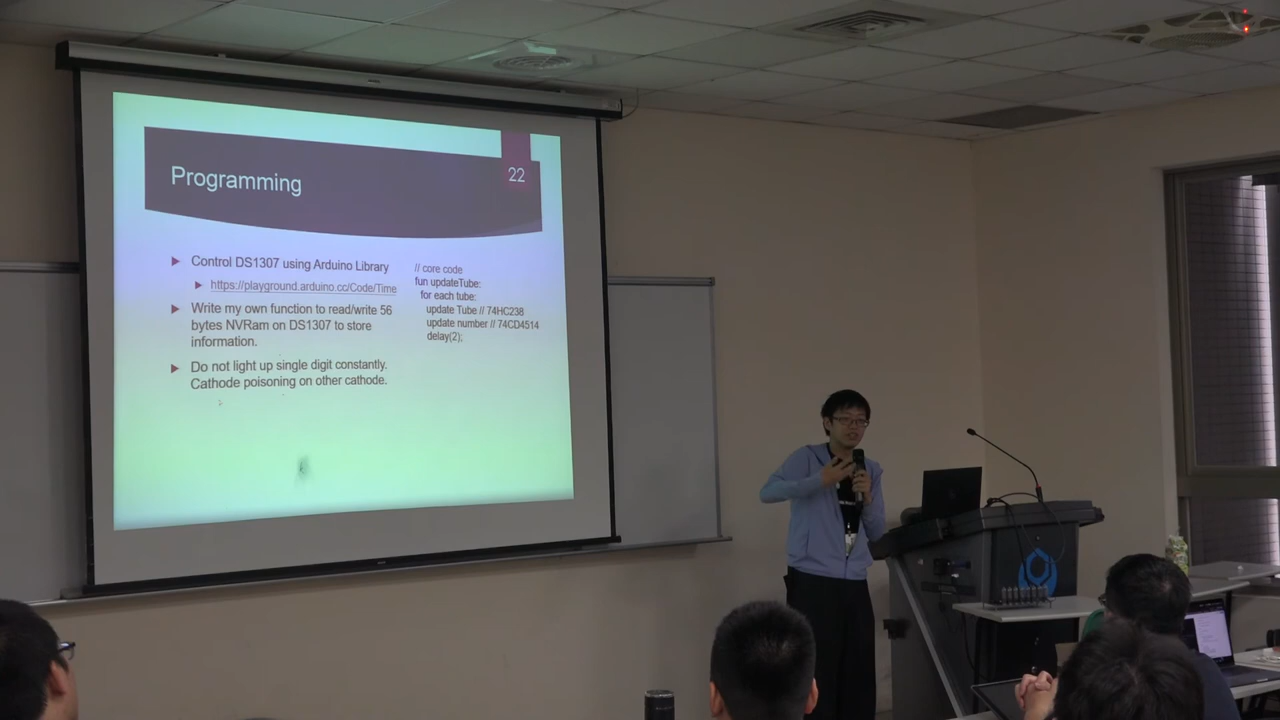 Programming
22
Control DS1307 using Arduino Library
https://playground.arduino.cc/Code/Time
Write my own function to read/write 56
bytes NVRam on DS1307 to store
information.
Do not light up single digit constantly.
Cathode poisoning on other cathode.
// core code
fun updateTube:
for each tube:
update Tube // 74HC238
update number // 74CD4514
delay(2);